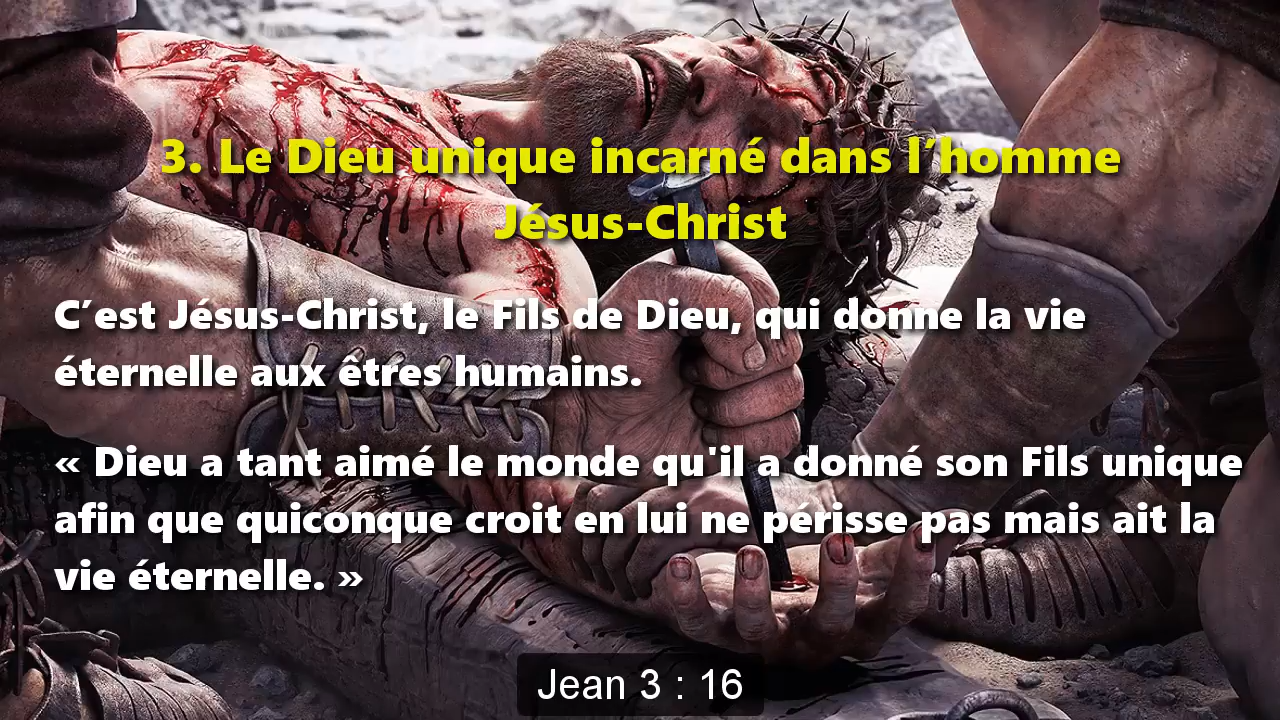 3. Le Dieu unique incarné dans l’homme
Jésus-Christ
C’est Jésus-Christ, le Fils de Dieu, qui donne la vie
éternelle aux êtres humains.
« Dieu a tant aimé le monde qu'il a donné son Fils unique
afin que quiconque croit en lui ne périsse pas mais ait la
vie éternelle. »
Jean 3 : 16